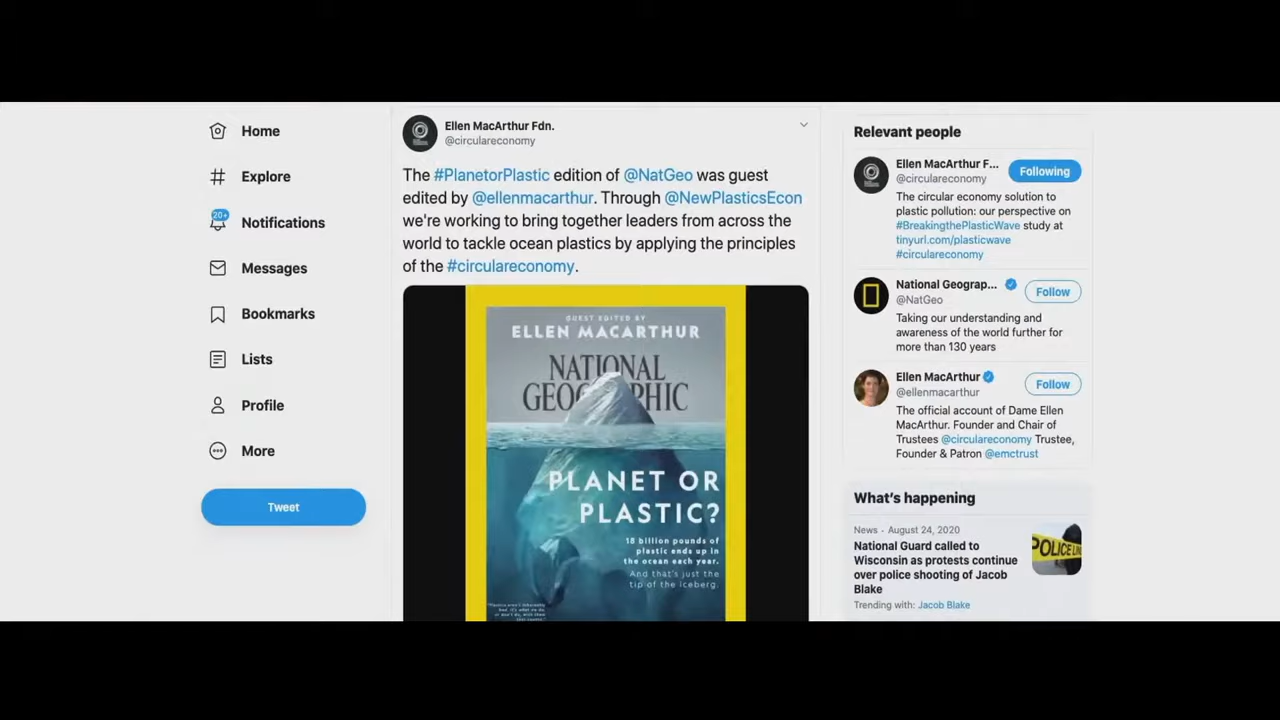 Home
Explore
20+
Notifications
Messages
Bookmarks
Lists
Profile
More
Tweet
Ellen MacArthur Fdn.
@circulareconomy
The #PlanetorPlastic edition of @NatGeo was guest
edited by @ellenmacarthur. Through @NewPlasticsEcon
we're working to bring together leaders from across the
world to tackle ocean plastics by applying the principles
of the #circulareconomy.
GUEST EDITED BY
ELLEN MACARTHUR
NATIONAL
GEOGRAPHIC
PLANET OR
PLASTIC?
18 billion pounds of
plastic ends up in
the ocean each year.
And that's just the
tip of the iceberg.
Relevant people
Ellen MacArthur F...
@circulareconomy
Following
The circular economy solution to
plastic pollution: our perspective on
#BreakingthePlasticWave study at
tinyurl.com/plasticwave
#circulareconomy
National Geograp...
@NatGeo
Follow
Taking our understanding and
awareness of the world further for
more than 130 years
Ellen MacArthur
@ellenmacarthur
Follow
The official account of Dame Ellen
MacArthur. Founder and Chair of
Trustees @circulareconomy Trustee,
Founder & Patron @emctrust
What's happening
News · August 24, 2020
National Guard called to
Wisconsin as protests continue
over police shooting of Jacob
Blake
Trending with: Jacob Blake
POLICE LIN